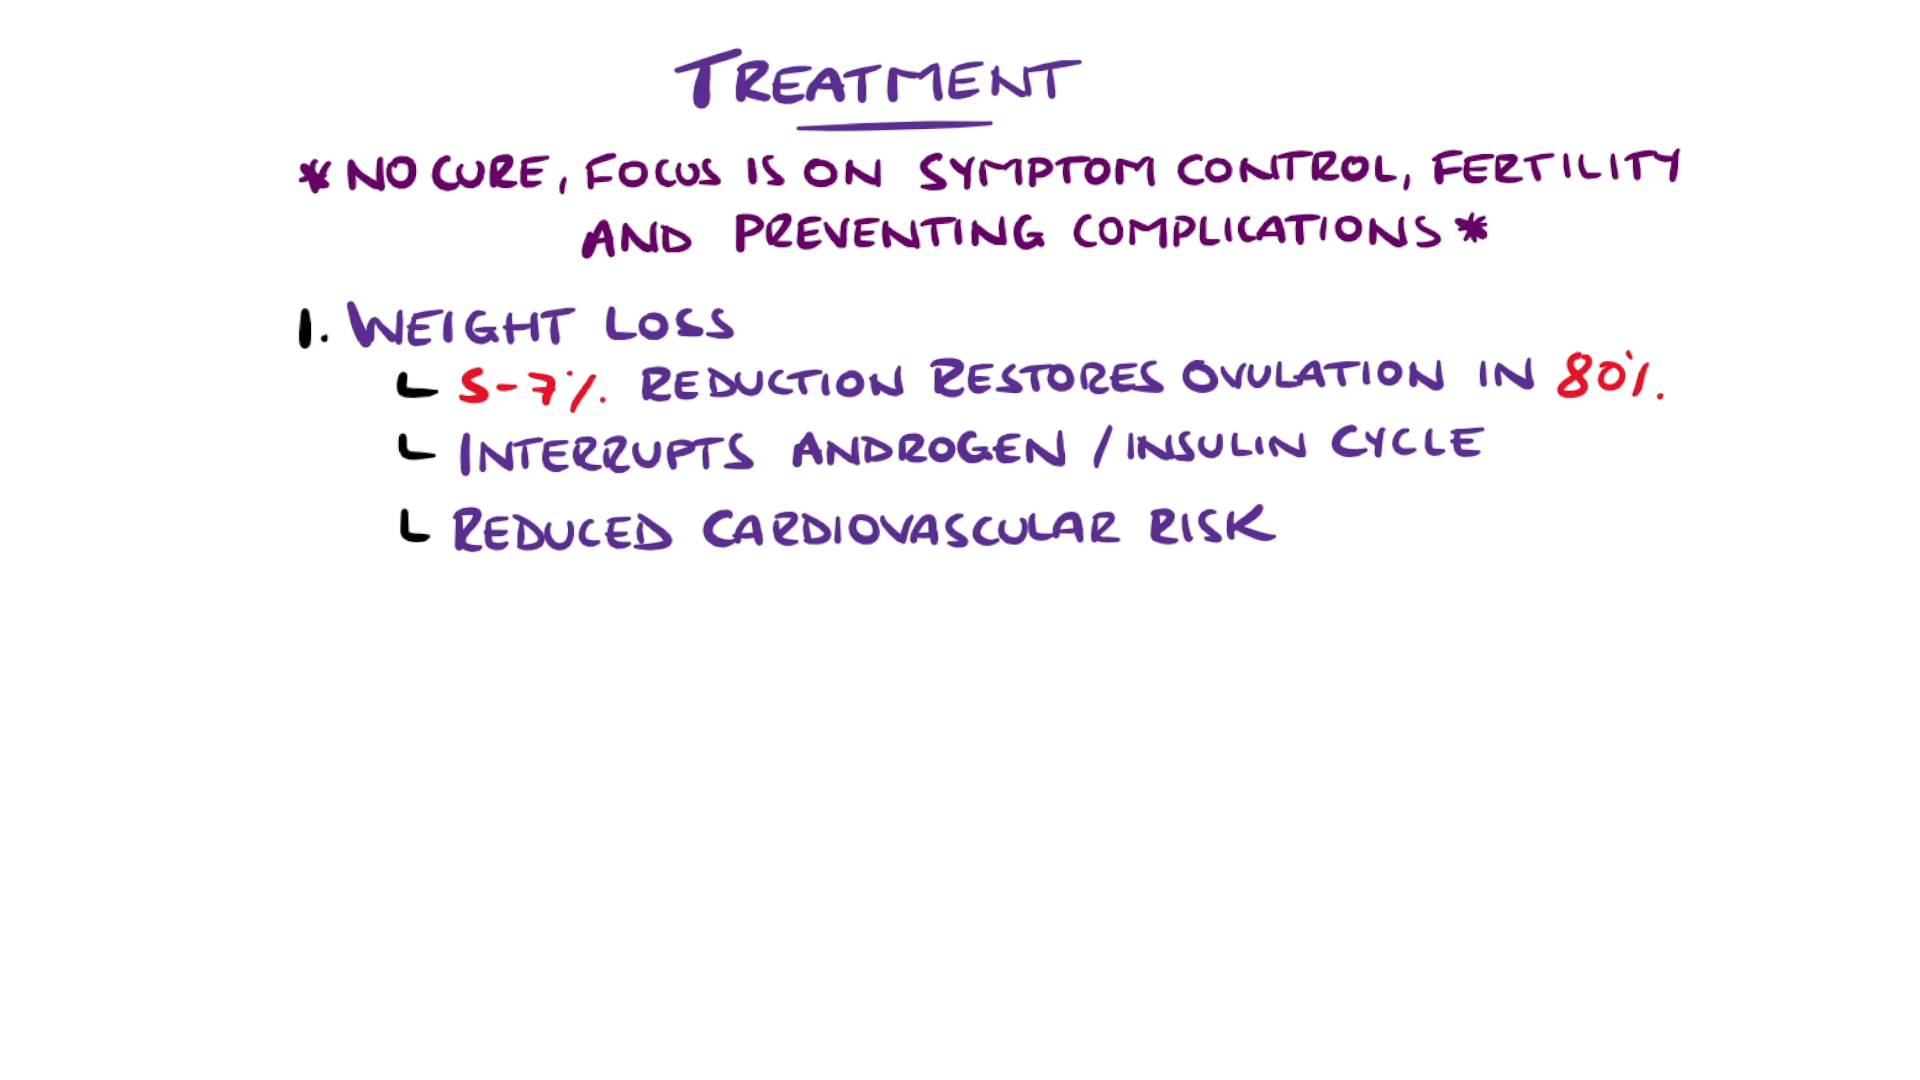 TREATMENT
* NO CURE, FOCUS IS ON SYMPTOM CONTROL, FERTILITY
AND PREVENTING COMPLICATIONS *
1. WEIGHT LOSS
5-7% REDUCTION RESTORES OVULATION IN 80%.
INTERRUPTS ANDROGEN / INSULIN CYCLE
REDUCED CARDIOVASCULAR RISK